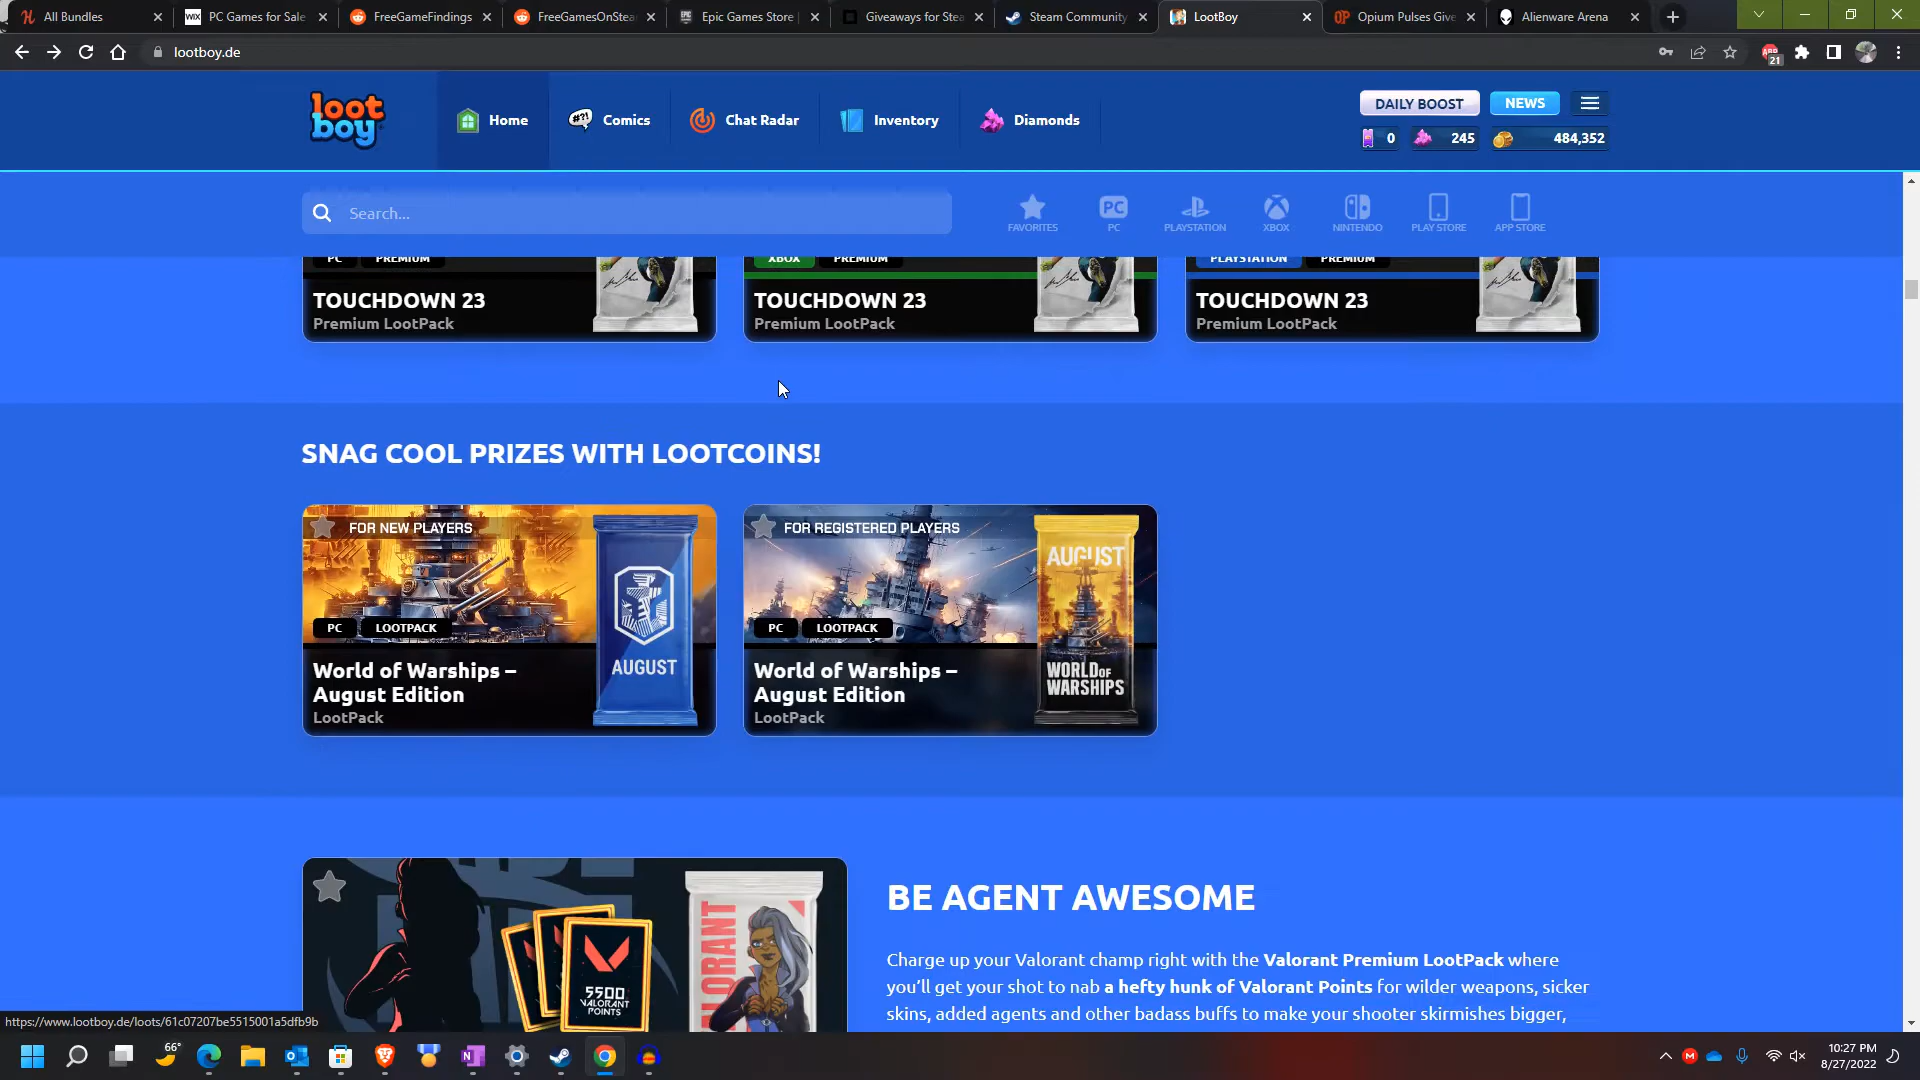 All Bundles
PC Games for Sale
FreeGameFindings
FreeGamesOnStea
Epic Games Store
Giveaways for Stea
Steam Community
LootBoy
Opium Pulses Give
Alienware Arena
lootboy.de
21
loot
boy
Home
Comics
Chat Radar
Inventory
Diamonds
DAILY BOOST
NEWS
0
245
484,352
Search...
FAVORITES
PC
PLAYSTATION
XBOX
NINTENDO
PLAY STORE
APP STORE
PC PREMIUM
TOUCHDOWN 23
Premium LootPack
XBOX PREMIUM
TOUCHDOWN 23
Premium LootPack
PLAYSTATION PREMIUM
TOUCHDOWN 23
Premium LootPack
SNAG COOL PRIZES WITH LOOTCOINS!
FOR NEW PLAYERS
AUGUST
PC LOOTPACK
World of Warships –
August Edition
LootPack
FOR REGISTERED PLAYERS
AUGUST
WORLD OF
WARSHIPS
PC LOOTPACK
World of Warships –
August Edition
LootPack
5500
VALORANT
POINTS
VALORANT
BE AGENT AWESOME
Charge up your Valorant champ right with the Valorant Premium LootPack where
you'll get your shot to nab a hefty hunk of Valorant Points for wilder weapons, sicker
skins, added agents and other badass buffs to make your shooter skirmishes bigger,
https://www.lootboy.de/loots/61c07207be5515001a5dfb9b
66°
10:27 PM
8/27/2022